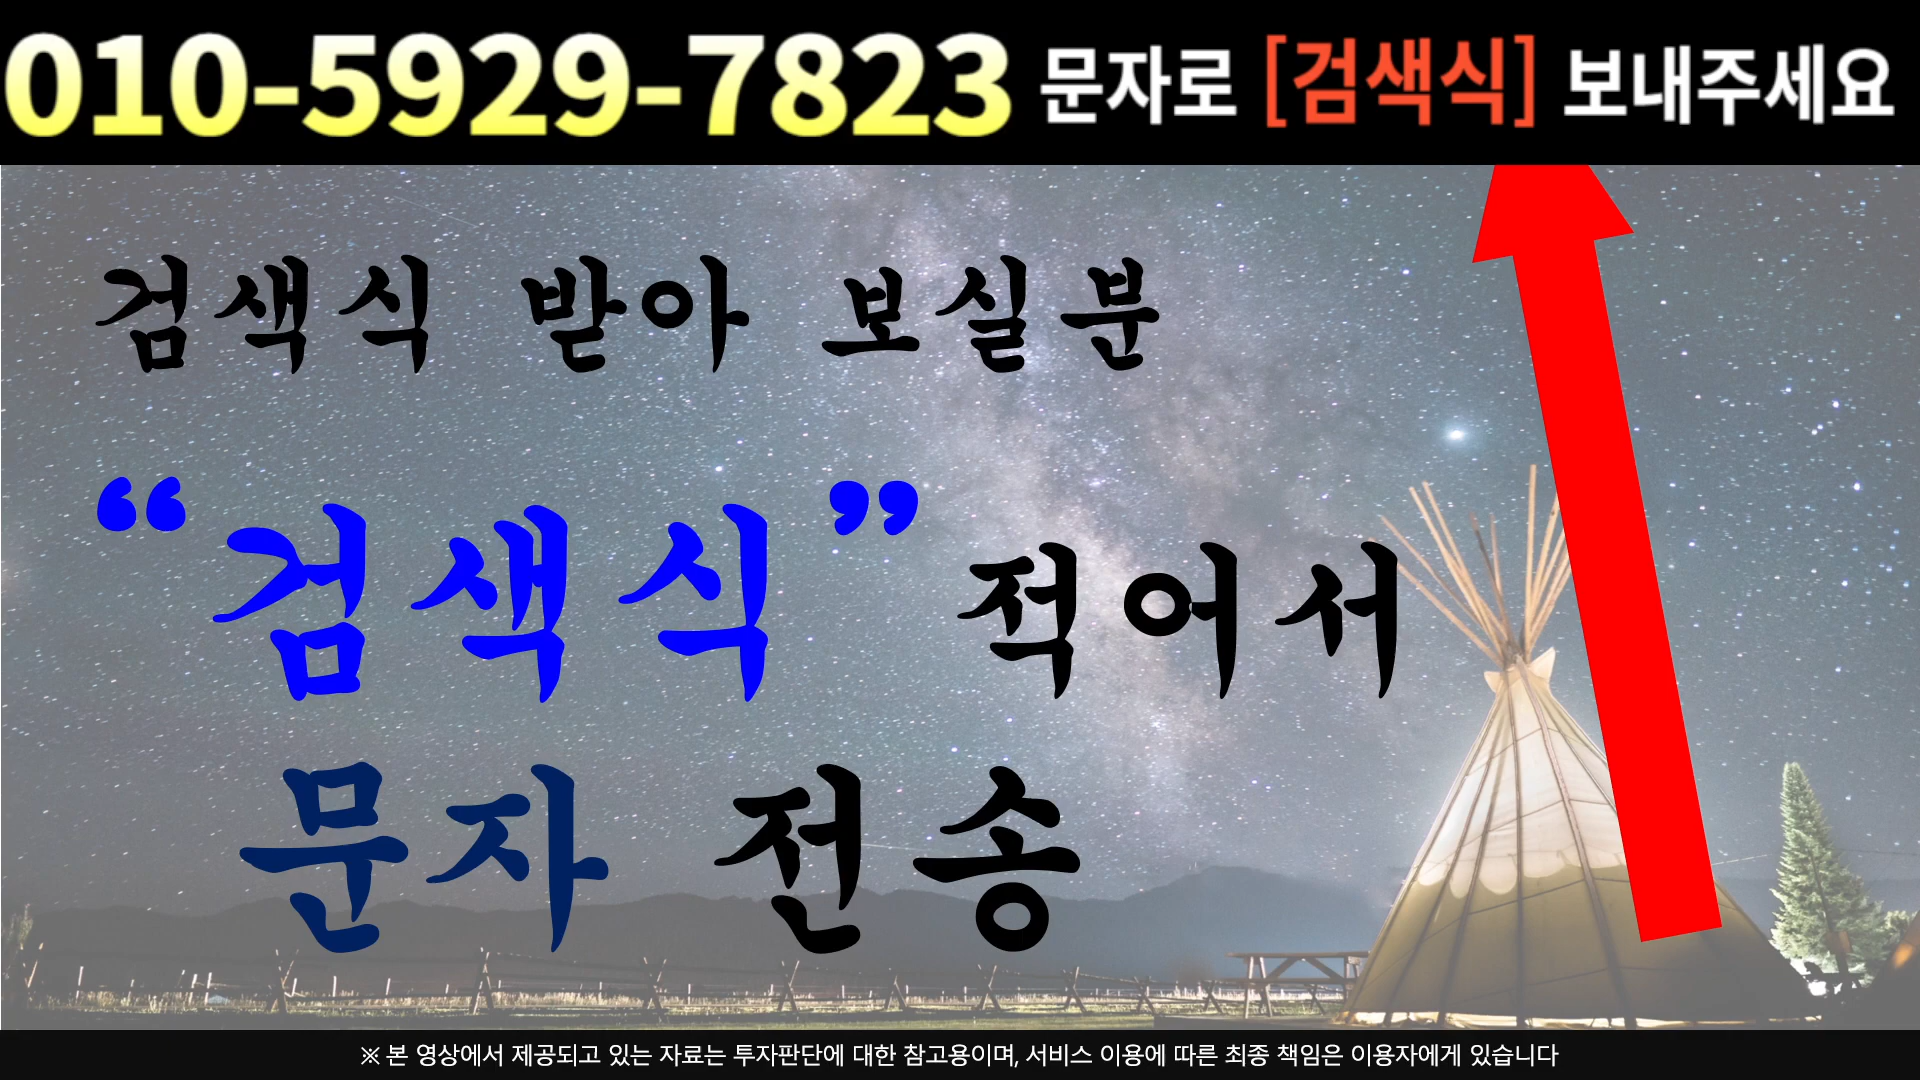 010-5929-7823 문자로 [검색식] 보내주세요
검색식 받아 보실분
“검색식” 적어서
문자 전송
※ 본 영상에서 제공되고 있는 자료는 투자판단에 대한 참고용이며, 서비스 이용에 따른 최종 책임은 이용자에게 있습니다